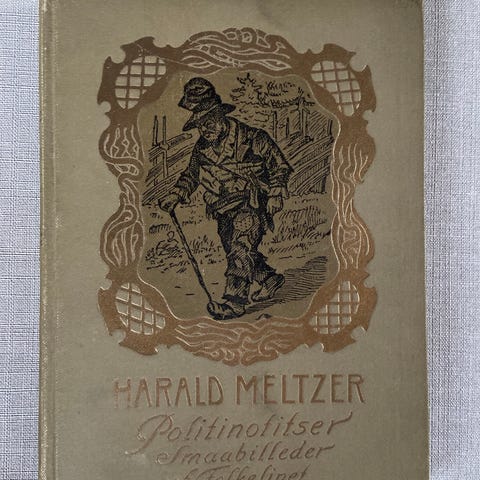 HARALD MELTZER
Politinotitser
Smaabilleder
af Folkelivet